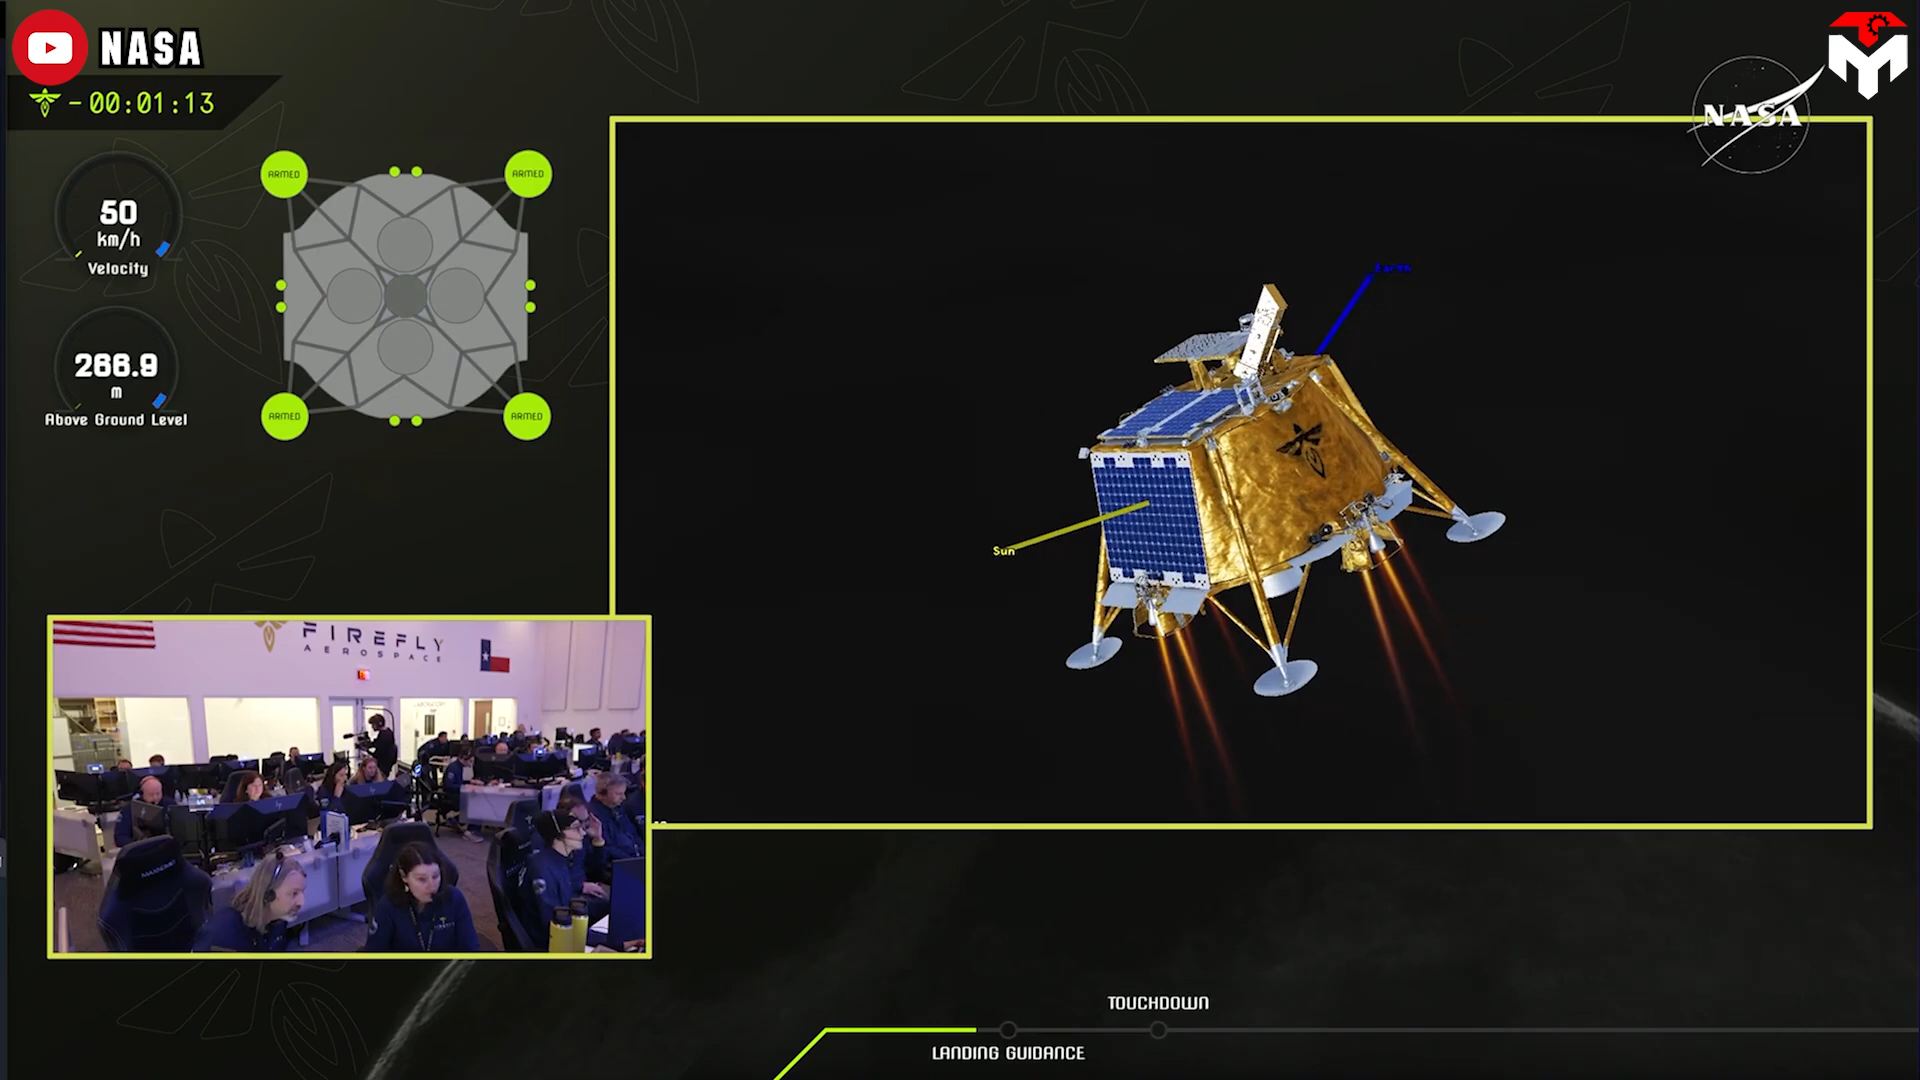 NASA
-00:01:13
NASA
50
km/h
Velocity
266.9
m
Above Ground Level
ARMED
ARMED
ARMED
ARMED
Earth
Sun
FIREFLY
AEROSPACE
TOUCHDOWN
LANDING GUIDANCE